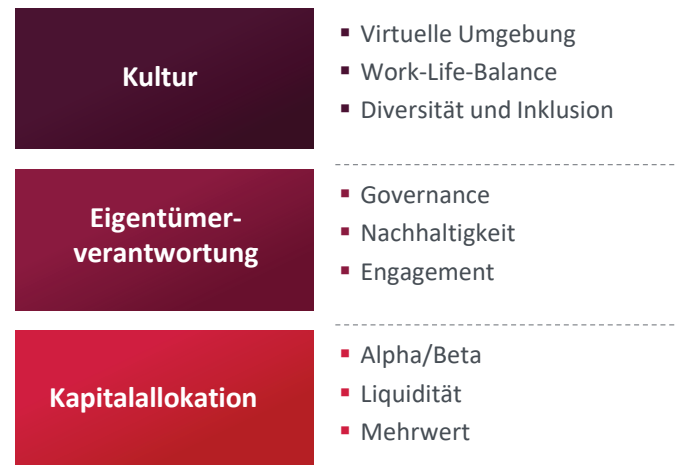 Kultur
Virtuelle Umgebung
Work-Life-Balance
Diversität und Inklusion
Eigentümer-
verantwortung
Governance
Nachhaltigkeit
Engagement
Kapitalallokation
Alpha/Beta
Liquidität
Mehrwert